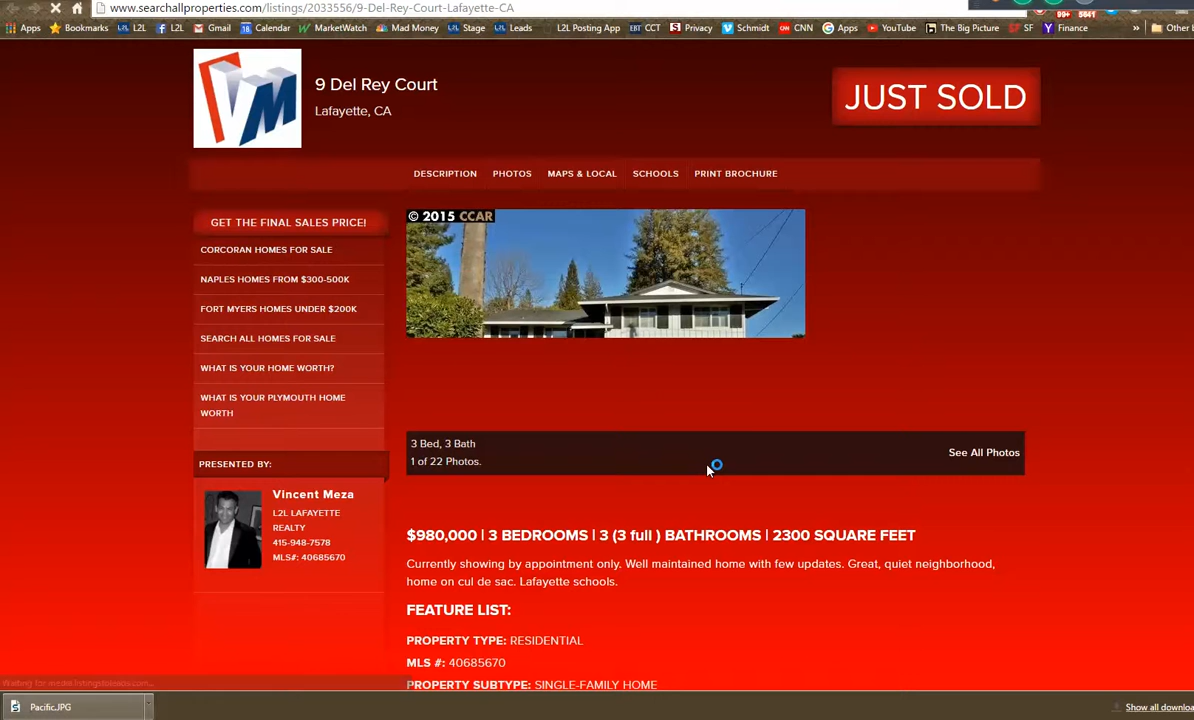 www.searchallproperties.com/listings/2033556/9-Del-Rey-Court-Lafayette-CA
Apps Bookmarks L2L L2L Gmail Calendar MarketWatch Mad Money Stage Leads L2L Posting App EBT CCT Privacy Schmidt CNN Apps YouTube The Big Picture SF Finance » Other b
99+ 5641
9 Del Rey Court
Lafayette, CA
JUST SOLD
DESCRIPTION PHOTOS MAPS & LOCAL SCHOOLS PRINT BROCHURE
GET THE FINAL SALES PRICE!
CORCORAN HOMES FOR SALE
NAPLES HOMES FROM $300-500K
FORT MYERS HOMES UNDER $200K
SEARCH ALL HOMES FOR SALE
WHAT IS YOUR HOME WORTH?
WHAT IS YOUR PLYMOUTH HOME
WORTH
PRESENTED BY:
Vincent Meza
L2L LAFAYETTE
REALTY
415-948-7578
MLS#: 40685670
© 2015 CCAR
3 Bed, 3 Bath
1 of 22 Photos.
See All Photos
$980,000 | 3 BEDROOMS | 3 (3 full ) BATHROOMS | 2300 SQUARE FEET
Currently showing by appointment only. Well maintained home with few updates. Great, quiet neighborhood,
home on cul de sac. Lafayette schools.
FEATURE LIST:
PROPERTY TYPE: RESIDENTIAL
MLS #: 40685670
PROPERTY SUBTYPE: SINGLE-FAMILY HOME
Pacific.JPG
Show all downloa